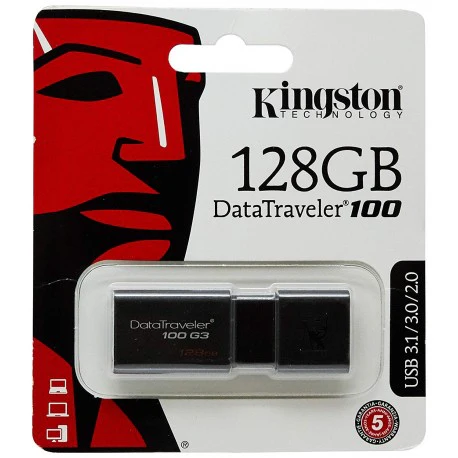 Kingston®
TECHNOLOGY
128GB
DataTraveler®100
DataTraveler®
100 G3
128GB
USB 3.1 / 3.0 / 2.0
5